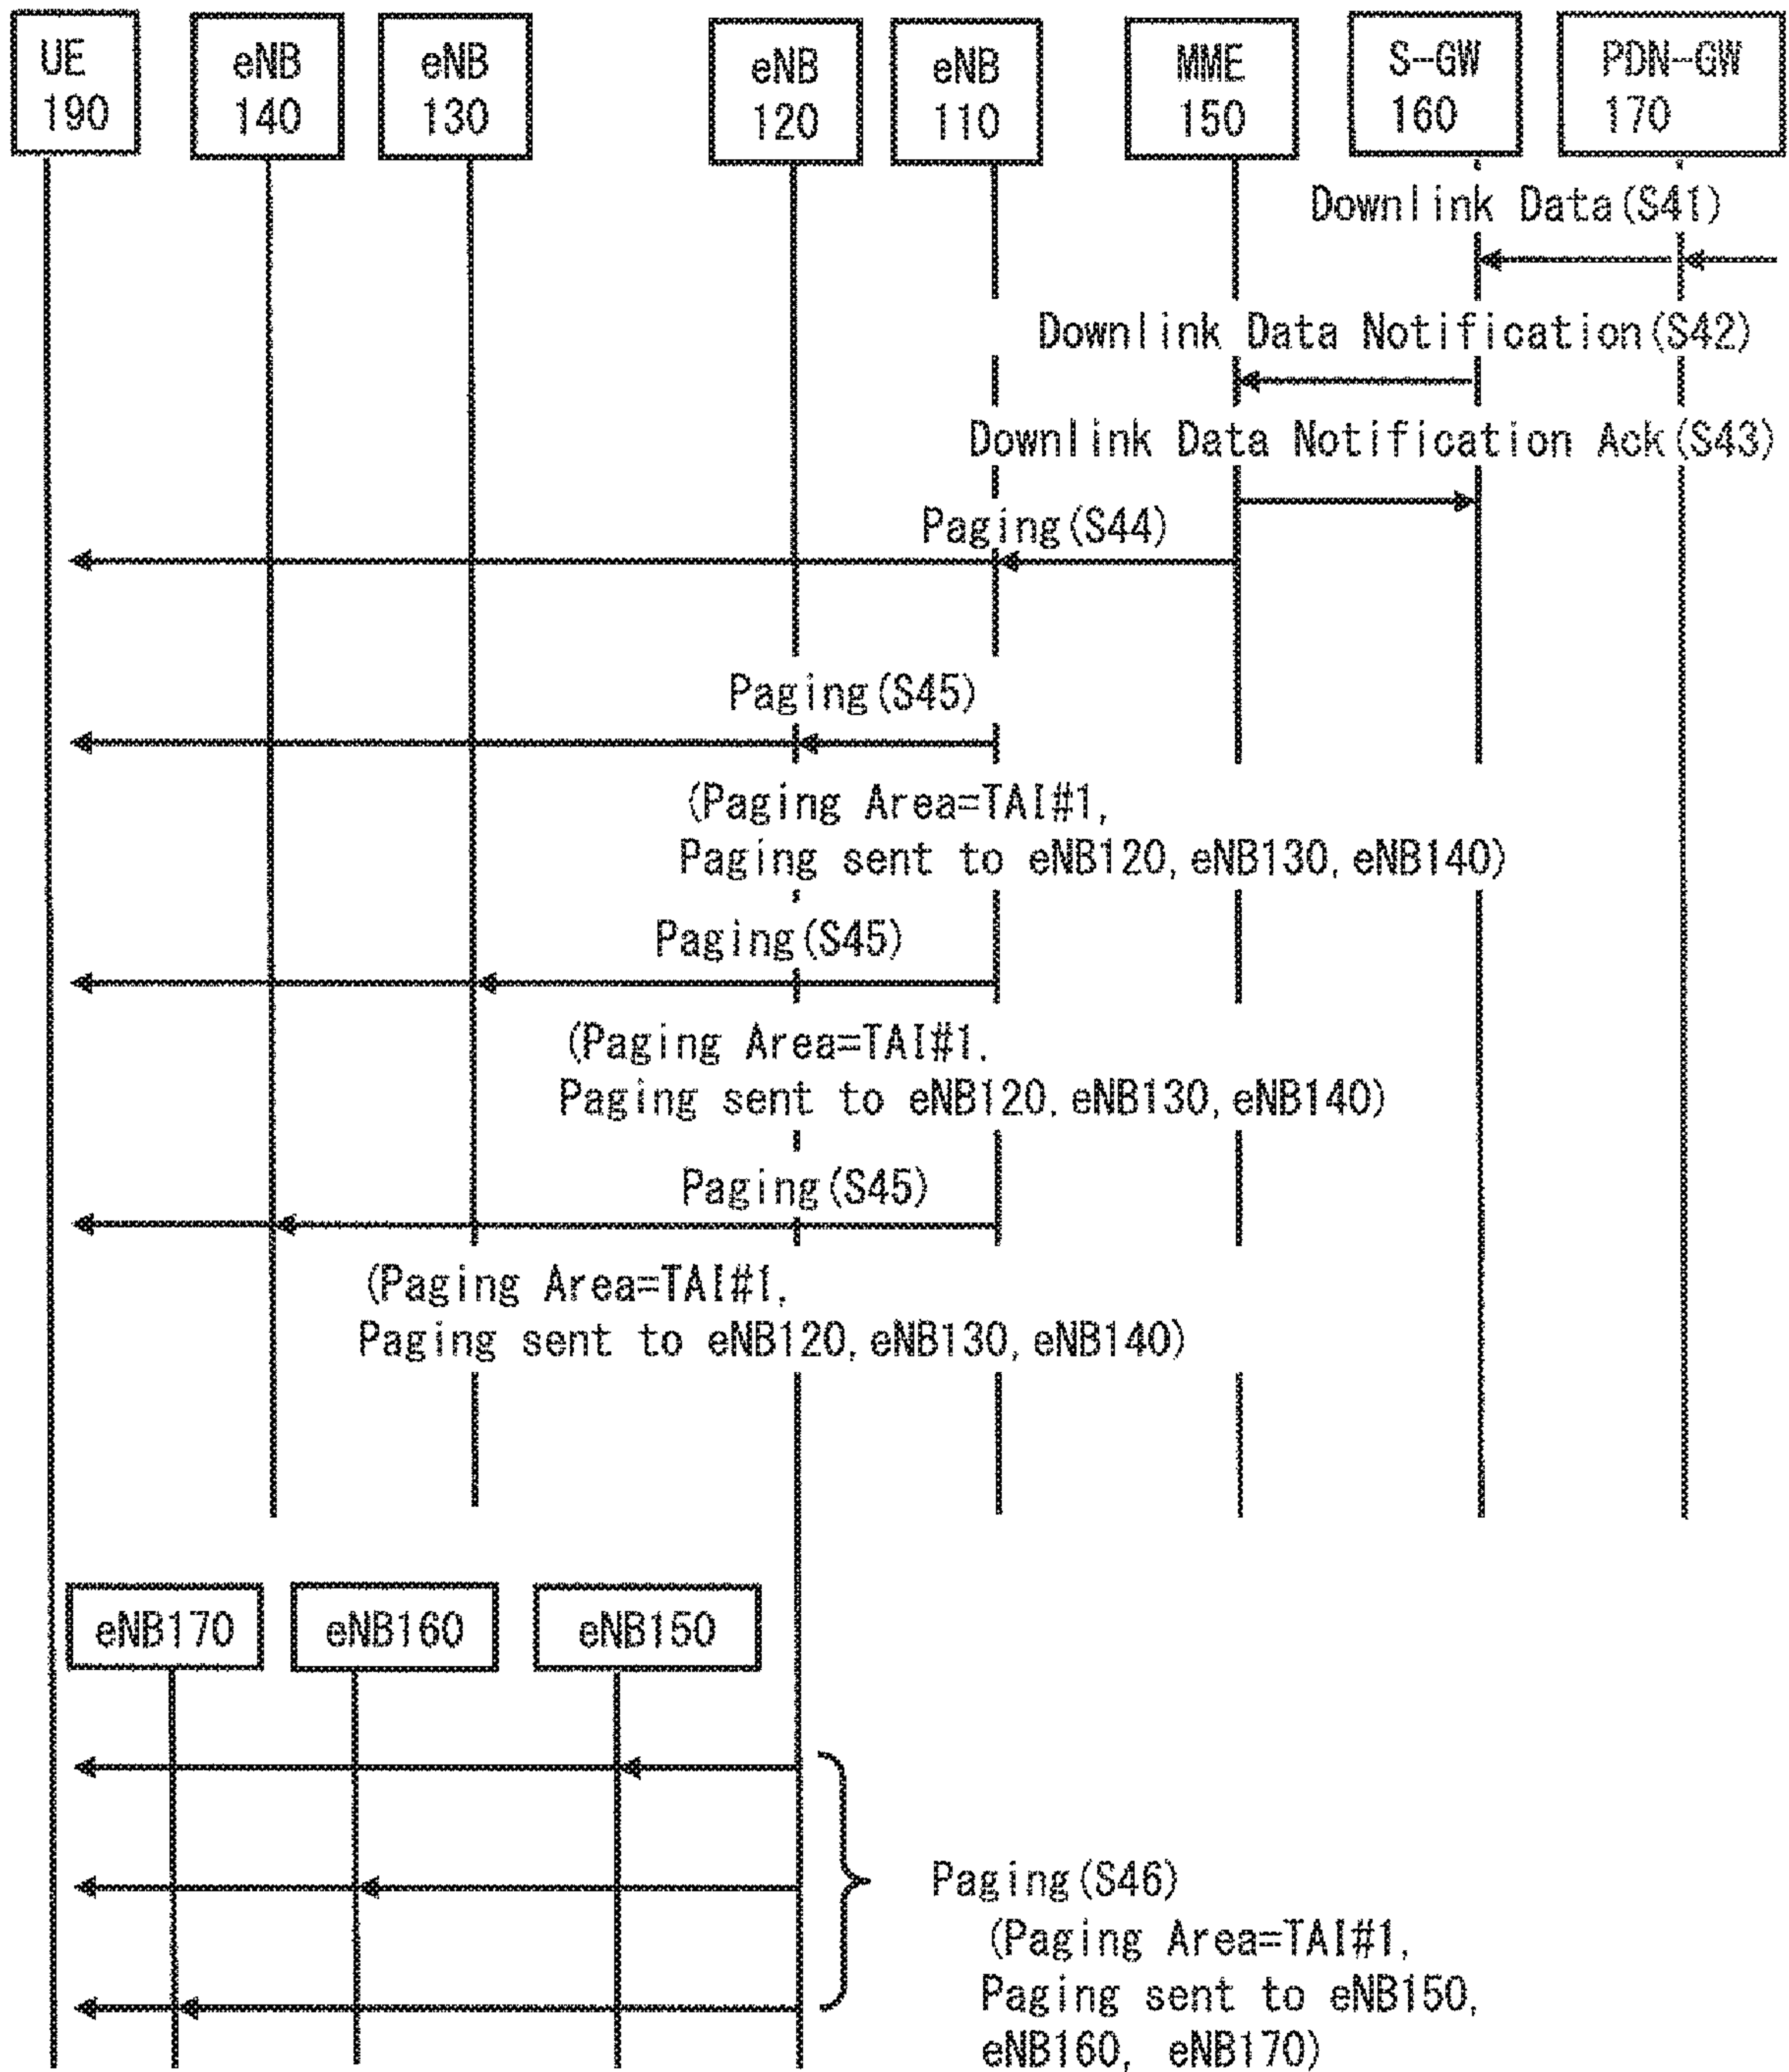 UE
190
eNB
140
eNB
130
eNB
120
eNB
110
MME
150
S-GW
160
PDN-GW
170
Downlink Data(S41)
Downlink Data Notification(S42)
Downlink Data Notification Ack(S43)
Paging(S44)
Paging(S45)
(Paging Area=TAI#1,
Paging sent to eNB120, eNB130, eNB140)
Paging(S45)
(Paging Area=TAI#1,
Paging sent to eNB120, eNB130, eNB140)
Paging(S45)
(Paging Area=TAI#1,
Paging sent to eNB120, eNB130, eNB140)
eNB170
eNB160
eNB150
Paging(S46)
(Paging Area=TAI#1,
Paging sent to eNB150,
eNB160, eNB170)